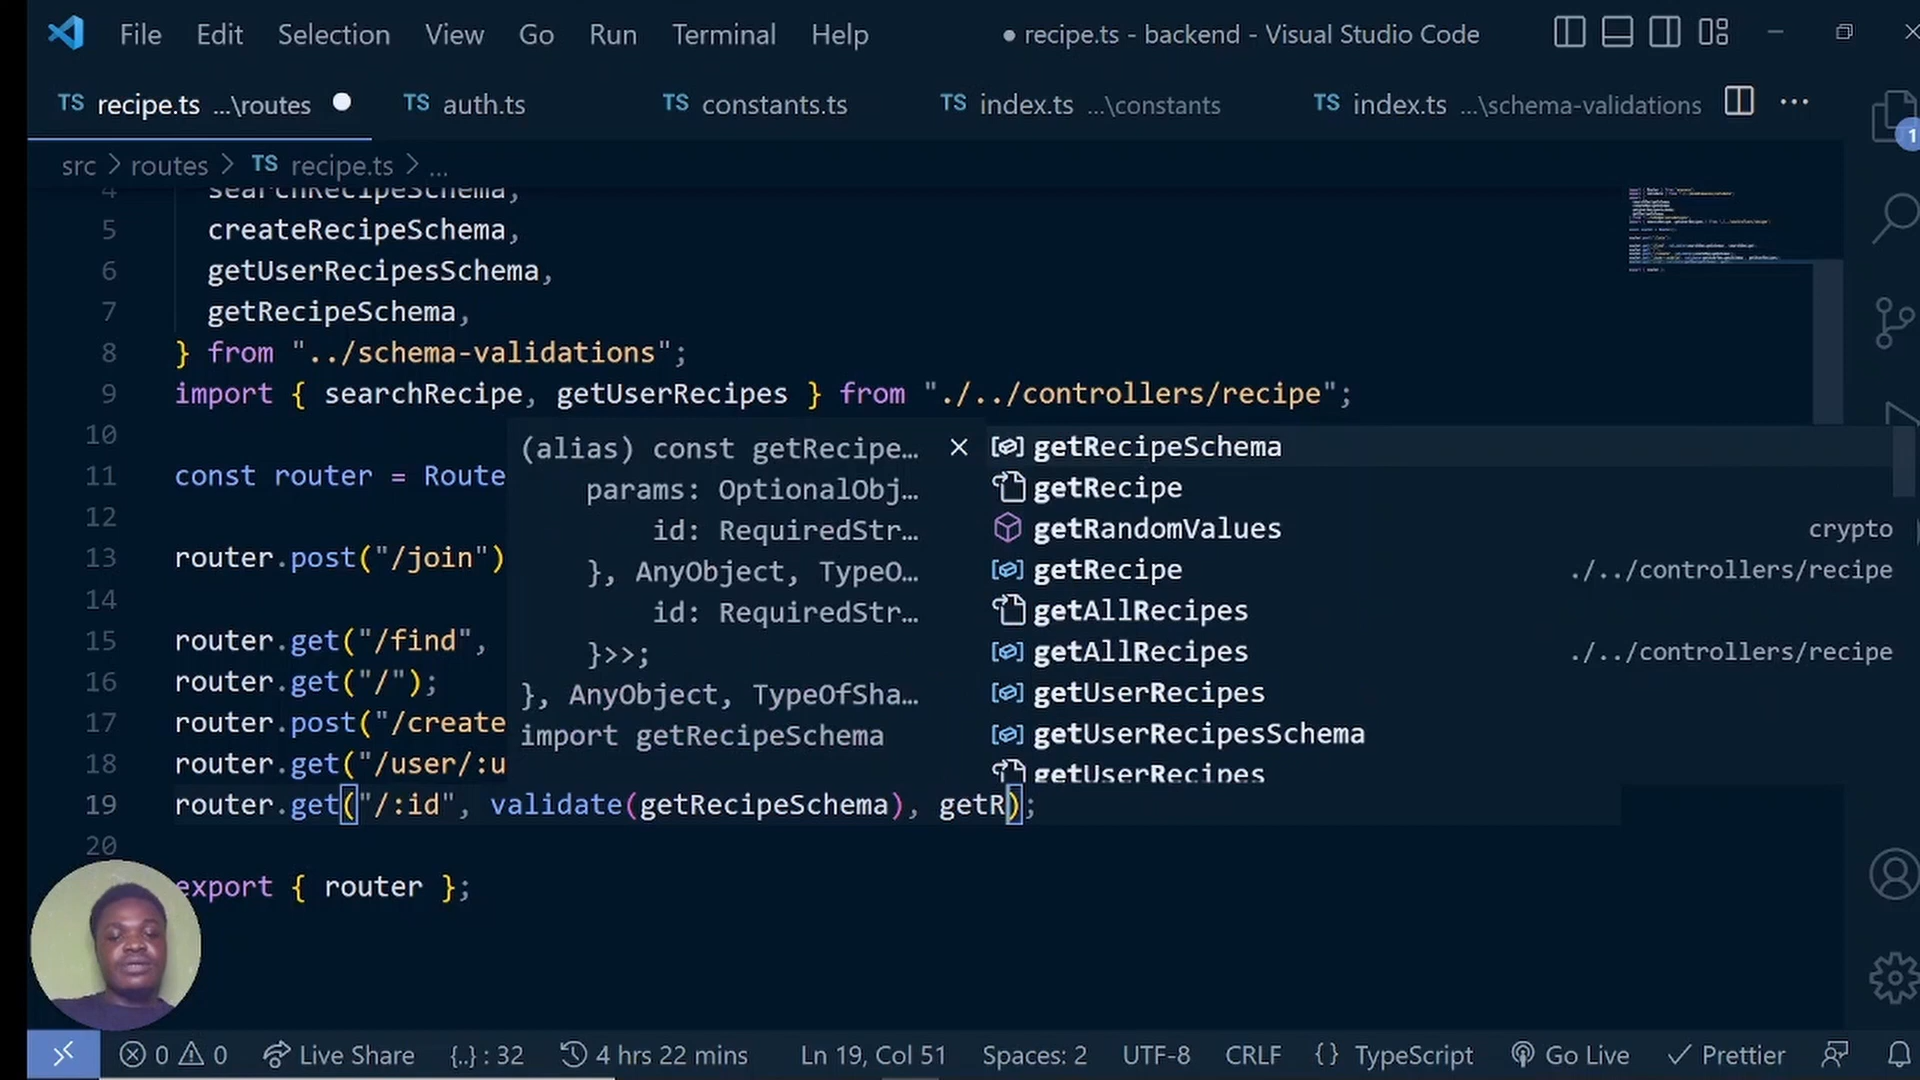 File Edit Selection View Go Run Terminal Help ● recipe.ts - backend - Visual Studio Code
TS recipe.ts ...\routes TS auth.ts TS constants.ts TS index.ts ...\constants TS index.ts ...\schema-validations
src > routes > TS recipe.ts > ...
4 searchRecipeSchema,
5 createRecipeSchema,
6 getUserRecipesSchema,
7 getRecipeSchema,
8 } from "../schema-validations";
9 import { searchRecipe, getUserRecipes } from "./../controllers/recipe";
10
11 const router = Route
12
13 router.post("/join")
14
15 router.get("/find",
16 router.get("/");
17 router.post("/create
18 router.get("/user/:u
19 router.get("/:id", validate(getRecipeSchema), getR);
20
export { router };
(alias) const getRecipe…
params: OptionalObj…
id: RequiredStr…
}, AnyObject, TypeO…
id: RequiredStr…
}>>;
}, AnyObject, TypeOfSha…
import getRecipeSchema
getRecipeSchema
getRecipe
getRandomValues crypto
getRecipe ./../controllers/recipe
getAllRecipes
getAllRecipes ./../controllers/recipe
getUserRecipes
getUserRecipesSchema
getUserRecipes
1
0 0 Live Share {..} : 32 4 hrs 22 mins Ln 19, Col 51 Spaces: 2 UTF-8 CRLF {} TypeScript Go Live Prettier